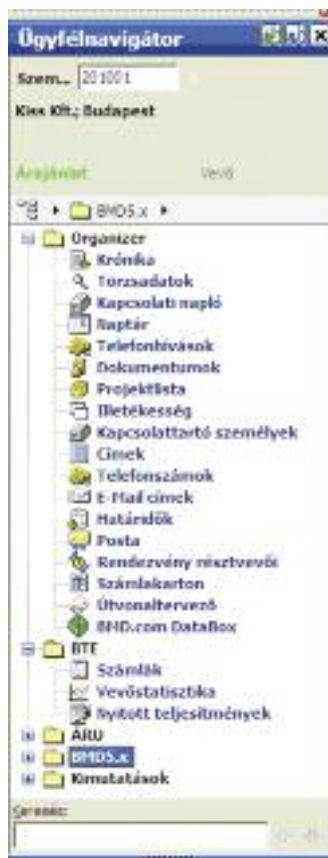 Ügyfélnavigátor
Szem... 201001
Kiss Kft.; Budapest
Árajánlat Vevő
BMD5.x
Organizer
Krónika
Törzsadatok
Kapcsolati napló
Naptár
Telefonhívások
Dokumentumok
Projektlista
Illetékesség
Kapcsolattartó személyek
Címek
Telefonszámok
E-Mail címek
Határidők
Posta
Rendezvény résztvevői
Számlakarton
Útvonaltervező
BMD.com DataBox
BTE
Számlák
Vevőstatisztika
Nyitott teljesítmények
ÁRU
BMD5.x
Kimutatások
Keresés: